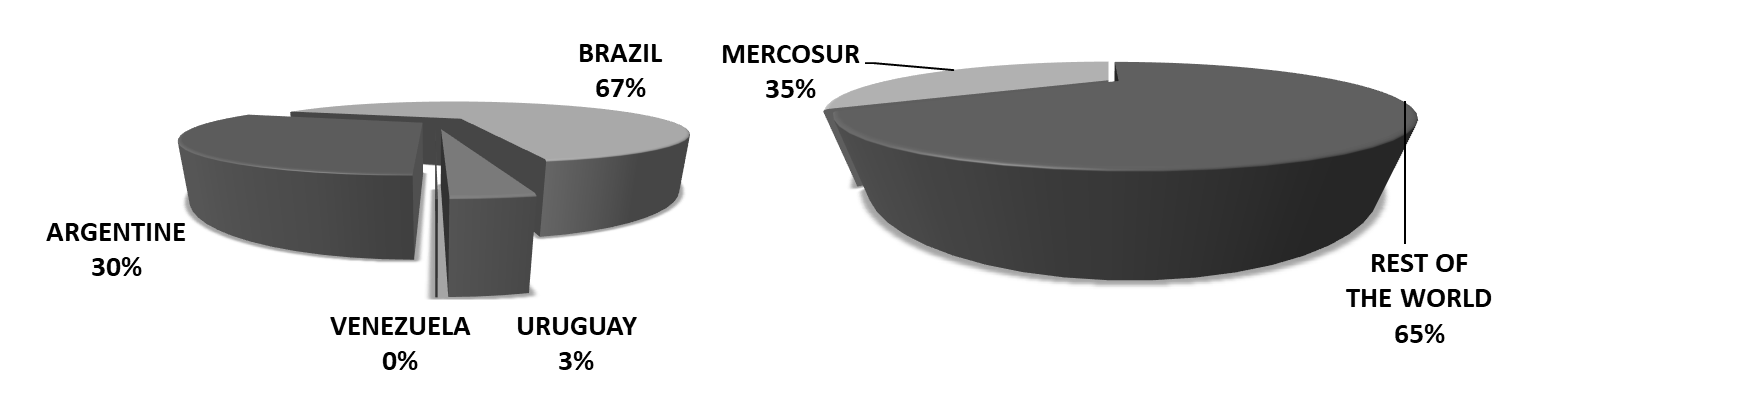 BRAZIL
67%
ARGENTINE
30%
VENEZUELA
0%
URUGUAY
3%
MERCOSUR
35%
REST OF
THE WORLD
65%